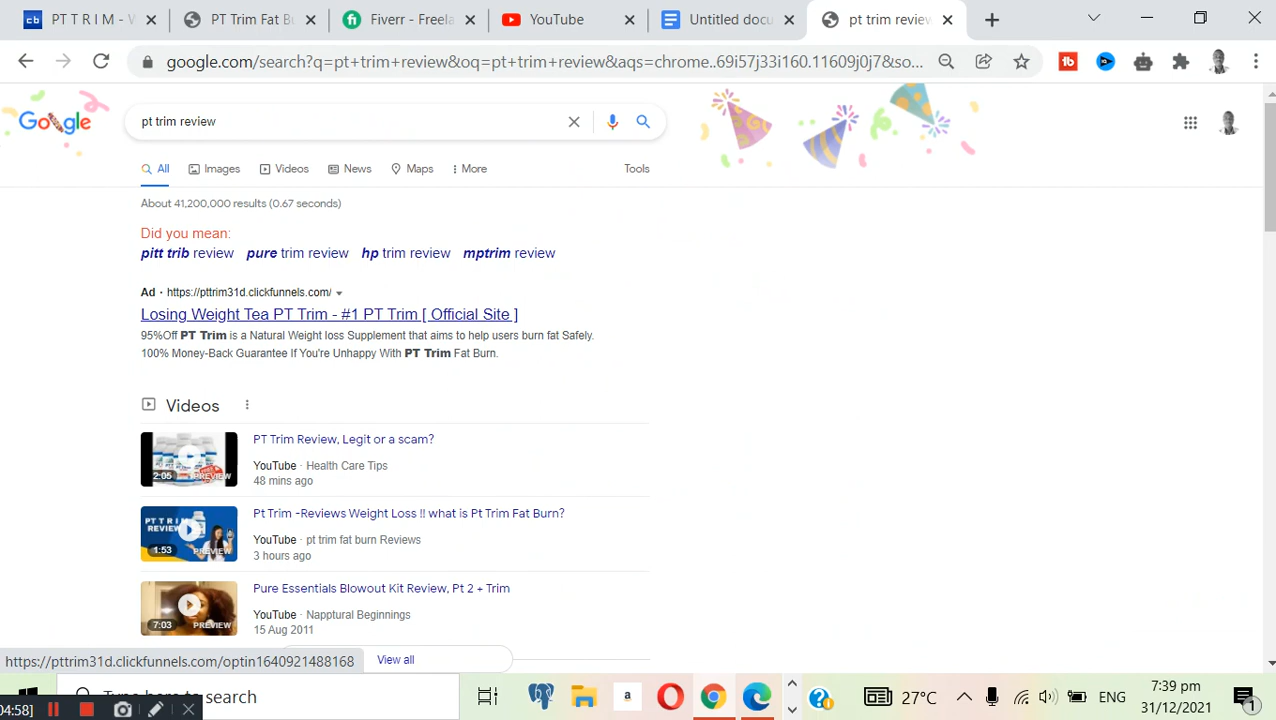 PT T R I M - W
PT Trim Fat Bu
Fiverr - Freela
YouTube
Untitled docu
pt trim review
google.com/search?q=pt+trim+review&oq=pt+trim+review&aqs=chrome..69i57j33i160.11609j0j7&so...
Google
pt trim review
All
Images
Videos
News
Maps
More
Tools
About 41,200,000 results (0.67 seconds)
Did you mean:
pitt trib review pure trim review hp trim review mptrim review
Ad · https://pttrim31d.clickfunnels.com/
Losing Weight Tea PT Trim - #1 PT Trim [ Official Site ]
95%Off PT Trim is a Natural Weight loss Supplement that aims to help users burn fat Safely.
100% Money-Back Guarantee If You're Unhappy With PT Trim Fat Burn.
Videos
2:05 PREVIEW
PT Trim Review, Legit or a scam?
YouTube · Health Care Tips
48 mins ago
PT T R I M
REVIEW
1:53 PREVIEW
Pt Trim -Reviews Weight Loss !! what is Pt Trim Fat Burn?
YouTube · pt trim fat burn Reviews
3 hours ago
7:03 PREVIEW
Pure Essentials Blowout Kit Review, Pt 2 + Trim
YouTube · Napptural Beginnings
15 Aug 2011
https://pttrim31d.clickfunnels.com/optin1640921488168
View all
Type here to search
04:58]
27°C
ENG
7:39 pm
31/12/2021
1